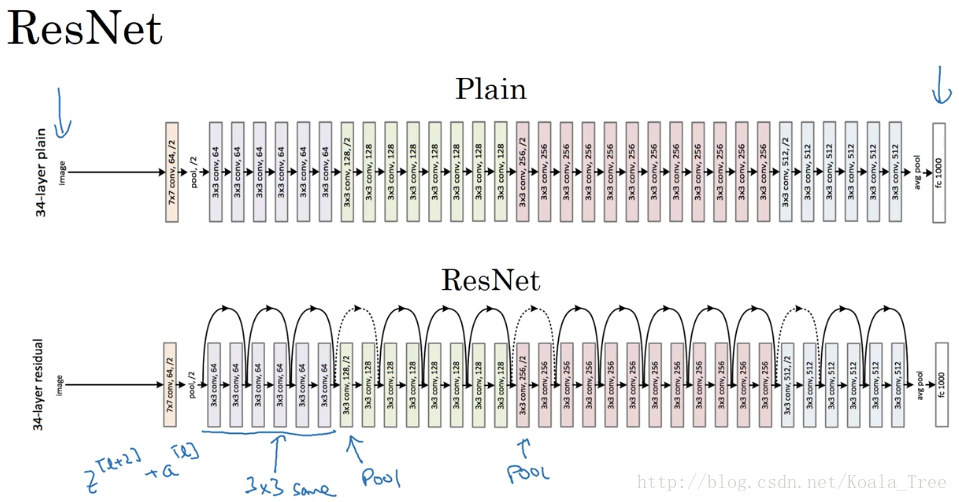 ResNet
Plain
34-layer plain
image
7x7 conv, 64, /2
pool, /2
3x3 conv, 64
3x3 conv, 64
3x3 conv, 64
3x3 conv, 64
3x3 conv, 64
3x3 conv, 64
3x3 conv, 128, /2
3x3 conv, 128
3x3 conv, 128
3x3 conv, 128
3x3 conv, 128
3x3 conv, 128
3x3 conv, 128
3x3 conv, 128
3x3 conv, 256, /2
3x3 conv, 256
3x3 conv, 256
3x3 conv, 256
3x3 conv, 256
3x3 conv, 256
3x3 conv, 256
3x3 conv, 256
3x3 conv, 256
3x3 conv, 256
3x3 conv, 256
3x3 conv, 256
3x3 conv, 512, /2
3x3 conv, 512
3x3 conv, 512
3x3 conv, 512
3x3 conv, 512
3x3 conv, 512
avg pool
fc 1000
ResNet
34-layer residual
image
7x7 conv, 64, /2
pool, /2
3x3 conv, 64
3x3 conv, 64
3x3 conv, 64
3x3 conv, 64
3x3 conv, 64
3x3 conv, 64
3x3 conv, 128, /2
3x3 conv, 128
3x3 conv, 128
3x3 conv, 128
3x3 conv, 128
3x3 conv, 128
3x3 conv, 128
3x3 conv, 128
3x3 conv, 256, /2
3x3 conv, 256
3x3 conv, 256
3x3 conv, 256
3x3 conv, 256
3x3 conv, 256
3x3 conv, 256
3x3 conv, 256
3x3 conv, 256
3x3 conv, 256
3x3 conv, 256
3x3 conv, 256
3x3 conv, 512, /2
3x3 conv, 512
3x3 conv, 512
3x3 conv, 512
3x3 conv, 512
3x3 conv, 512
avg pool
fc 1000
z[l+2] + a[l]
3x3 same
Pool
Pool
http://blog.csdn.net/Koala_Tree